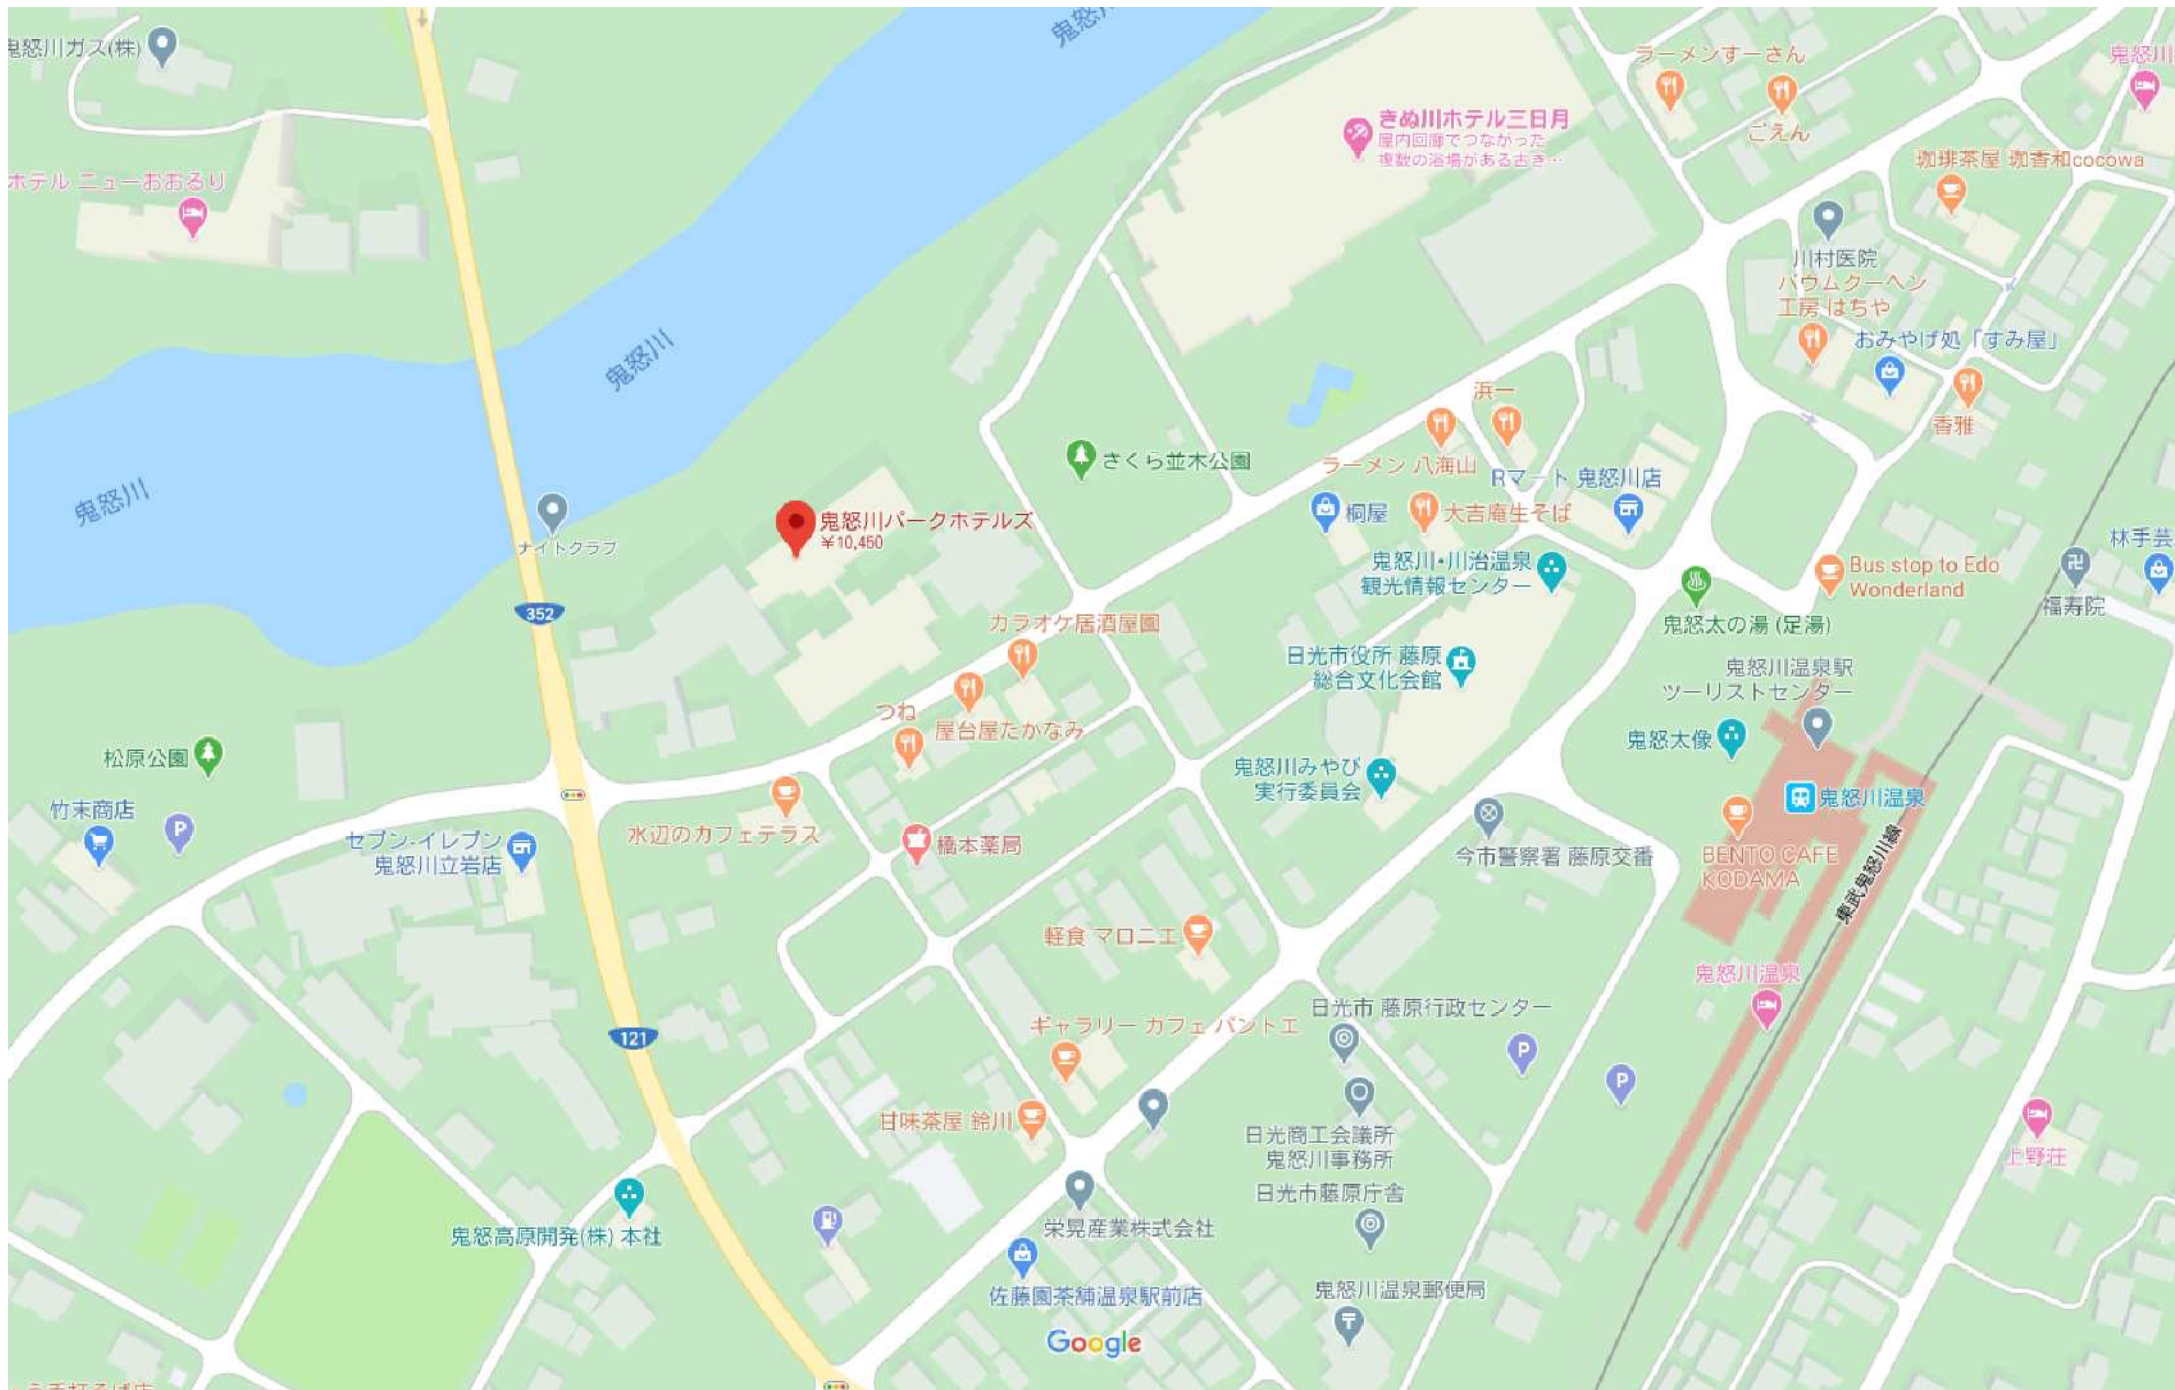 鬼怒川ガス(株)
鬼怒川
ラーメンすーさん
鬼怒川
ごえん
きぬ川ホテル三日月
屋内回廊でつながった
複数の浴場がある古き…
珈琲茶屋 珈香和cocowa
ホテル ニューおおるり
川村医院
バウムクーヘン
工房 はちや
おみやげ処「すみ屋」
鬼怒川
浜一
香雅
さくら並木公園
ラーメン 八海山
Rマート 鬼怒川店
鬼怒川
桐屋
大吉庵生そば
鬼怒川パークホテルズ
¥10,450
ナイトクラブ
林手芸
鬼怒川・川治温泉
観光情報センター
Bus stop to Edo
Wonderland
福寿院
352
カラオケ居酒屋園
鬼怒太の湯 (足湯)
日光市役所 藤原
総合文化会館
鬼怒川温泉駅
ツーリストセンター
つね
屋台屋たかなみ
鬼怒太像
松原公園
鬼怒川みやび
実行委員会
鬼怒川温泉
竹末商店
P
水辺のカフェテラス
セブン-イレブン
鬼怒川立岩店
橋本薬局
今市警察署 藤原交番
BENTO CAFE
KODAMA
東武鬼怒川線
軽食 マロニエ
鬼怒川温泉
日光市 藤原行政センター
ギャラリー カフェ パントエ
121
P
P
甘味茶屋 鈴川
日光商工会議所
鬼怒川事務所
上野荘
日光市藤原庁舎
鬼怒高原開発(株) 本社
栄晃産業株式会社
佐藤園茶舗温泉駅前店
鬼怒川温泉郵便局
Google